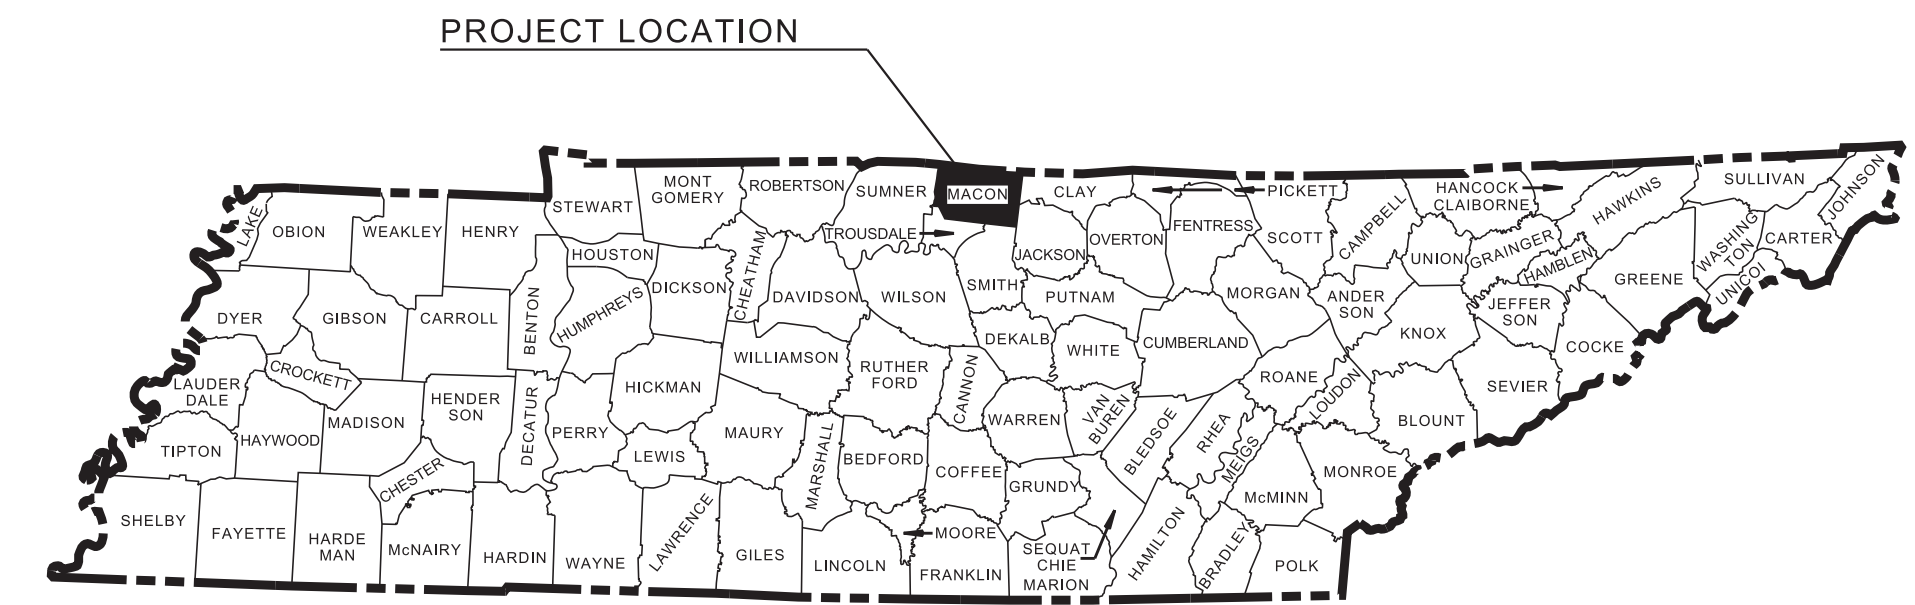 PROJECT LOCATION
LAKE
OBION
WEAKLEY
HENRY
STEWART
MONT
GOMERY
ROBERTSON
SUMNER
MACON
TROUSDALE
CLAY
PICKETT
FENTRESS
OVERTON
JACKSON
SCOTT
CAMPBELL
HANCOCK
CLAIBORNE
HAWKINS
SULLIVAN
JOHNSON
CARTER
WASHING
TON
UNICOI
GREENE
UNION
GRAINGER
HAMBLEN
JEFFER
SON
COCKE
HOUSTON
DICKSON
CHEATHAM
DAVIDSON
WILSON
SMITH
PUTNAM
MORGAN
ANDER
SON
KNOX
SEVIER
DYER
GIBSON
CARROLL
BENTON
HUMPHREYS
WILLIAMSON
RUTHER
FORD
CANNON
DEKALB
WHITE
CUMBERLAND
ROANE
LOUDON
BLOUNT
LAUDER
DALE
CROCKETT
HAYWOOD
MADISON
HENDER
SON
DECATUR
PERRY
HICKMAN
LEWIS
MAURY
MARSHALL
BEDFORD
COFFEE
WARREN
VAN
BUREN
BLEDSOE
RHEA
MEIGS
MONROE
McMINN
TIPTON
CHESTER
GRUNDY
SHELBY
FAYETTE
HARDE
MAN
McNAIRY
HARDIN
WAYNE
LAWRENCE
GILES
LINCOLN
MOORE
FRANKLIN
SEQUAT
CHIE
MARION
HAMILTON
BRADLEY
POLK